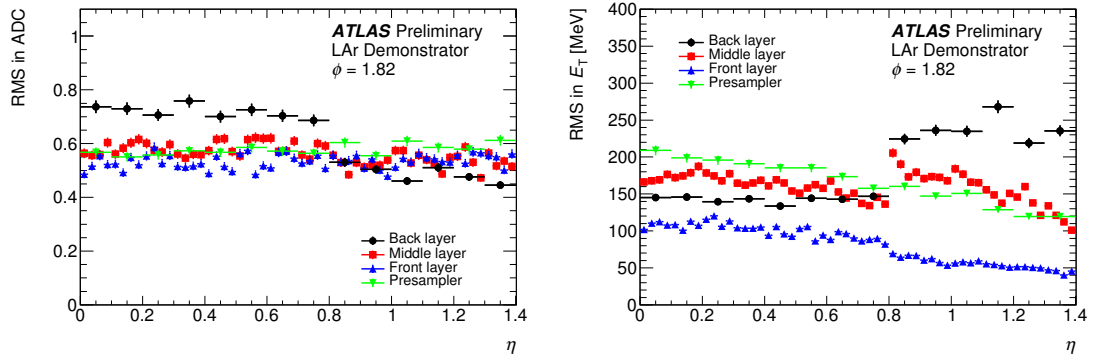 RMS in ADC
1
0.8
0.6
0.4
0.2
0
ATLAS Preliminary
LAr Demonstrator
ϕ = 1.82
Back layer
Middle layer
Front layer
Presampler
0 0.2 0.4 0.6 0.8 1 1.2 1.4
η
RMS in E_T [MeV]
400
350
300
250
200
150
100
50
0
Back layer
Middle layer
Front layer
Presampler
ATLAS Preliminary
LAr Demonstrator
ϕ = 1.82
0 0.2 0.4 0.6 0.8 1 1.2 1.4
η